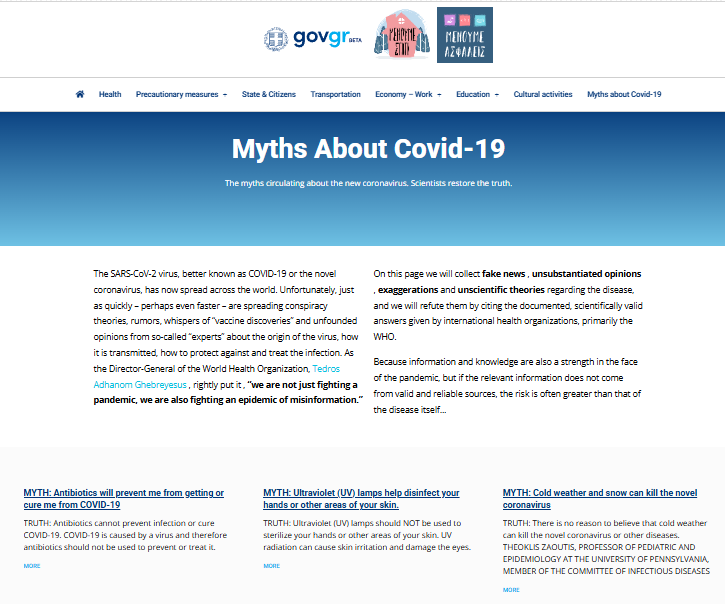 govgr BETA
ΜΕΝΟΥΜΕ
ΣΠΙΤΙ
ΜΕΝΟΥΜΕ
ΑΣΦΑΛΕΙΣ
Health Precautionary measures State & Citizens Transportation Economy – Work Education Cultural activities Myths about Covid-19
Myths About Covid-19
The myths circulating about the new coronavirus. Scientists restore the truth.
The SARS-CoV-2 virus, better known as COVID-19 or the novel
coronavirus, has now spread across the world. Unfortunately, just
as quickly – perhaps even faster – are spreading conspiracy
theories, rumors, whispers of "vaccine discoveries" and unfounded
opinions from so-called "experts" about the origin of the virus, how
it is transmitted, how to protect against and treat the infection. As
the Director-General of the World Health Organization, Tedros
Adhanom Ghebreyesus , rightly put it , "we are not just fighting a
pandemic, we are also fighting an epidemic of misinformation."
On this page we will collect fake news , unsubstantiated opinions
, exaggerations and unscientific theories regarding the disease,
and we will refute them by citing the documented, scientifically valid
answers given by international health organizations, primarily the
WHO.
Because information and knowledge are also a strength in the face
of the pandemic, but if the relevant information does not come
from valid and reliable sources, the risk is often greater than that of
the disease itself...
MYTH: Antibiotics will prevent me from getting or
cure me from COVID-19
TRUTH: Antibiotics cannot prevent infection or cure
COVID-19. COVID-19 is caused by a virus and therefore
antibiotics should not be used to prevent or treat it.
MORE
MYTH: Ultraviolet (UV) lamps help disinfect your
hands or other areas of your skin.
TRUTH: Ultraviolet (UV) lamps should NOT be used to
sterilize your hands or other areas of your skin. UV
radiation can cause skin irritation and damage the eyes.
MORE
MYTH: Cold weather and snow can kill the novel
coronavirus
TRUTH: There is no reason to believe that cold weather
can kill the novel coronavirus or other diseases.
THEOKLIS ZAOUTIS, PROFESSOR OF PEDIATRIC AND
EPIDEMIOLOGY AT THE UNIVERSITY OF PENNSYLVANIA,
MEMBER OF THE COMMITTEE OF INFECTIOUS DISEASES
MORE